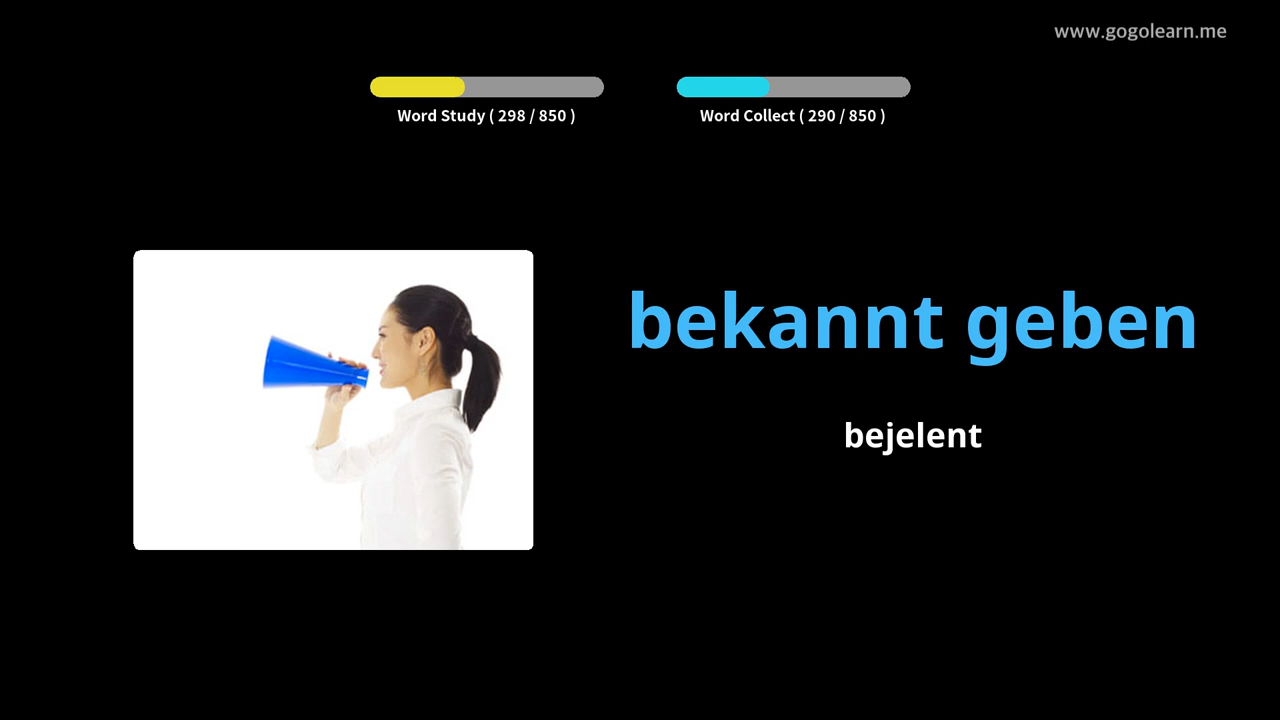 www.gogolearn.me
Word Study ( 298 / 850 )
Word Collect ( 290 / 850 )
bekannt geben
bejelent